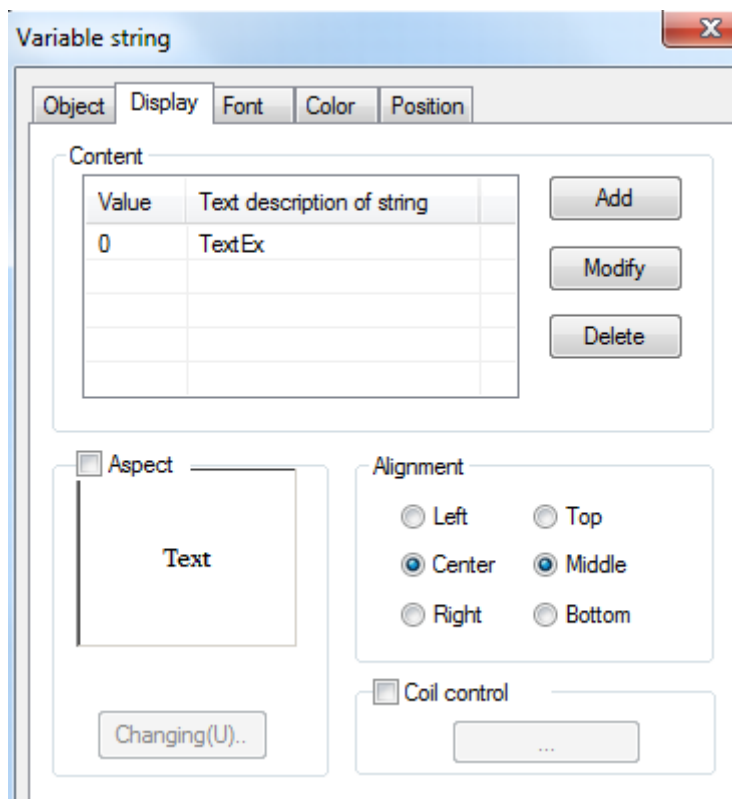 Variable string
Object Display Font Color Position
Content
Value Text description of string
0 TextEx
Add
Modify
Delete
Aspect
Text
Changing(U)..
Alignment
Left Top
Center Middle
Right Bottom
Coil control
...